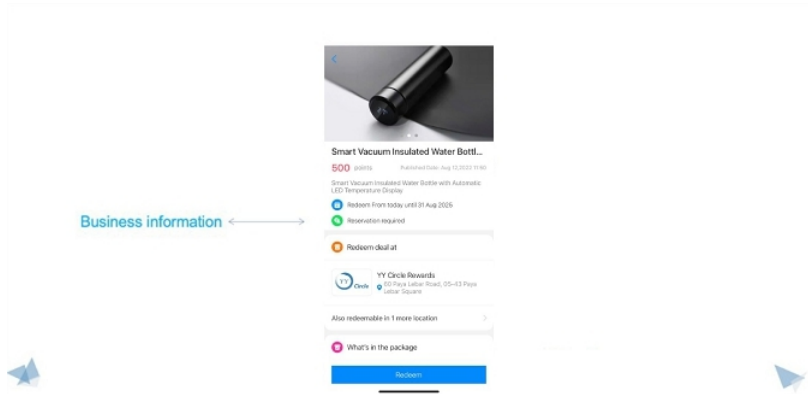 Smart Vacuum Insulated Water Bottl...
500 points
Published Date: Aug 12,2022 11:50
Smart Vacuum Insulated Water Bottle with Automatic
LED Temperature Display
Redeem From today until 31 Aug 2025
Business information
Reservation required
Redeem deal at
YY Circle
YY Circle Rewards
60 Paya Lebar Road, 05-43 Paya
Lebar Square
Also redeemable in 1 more location
What's in the package
Redeem